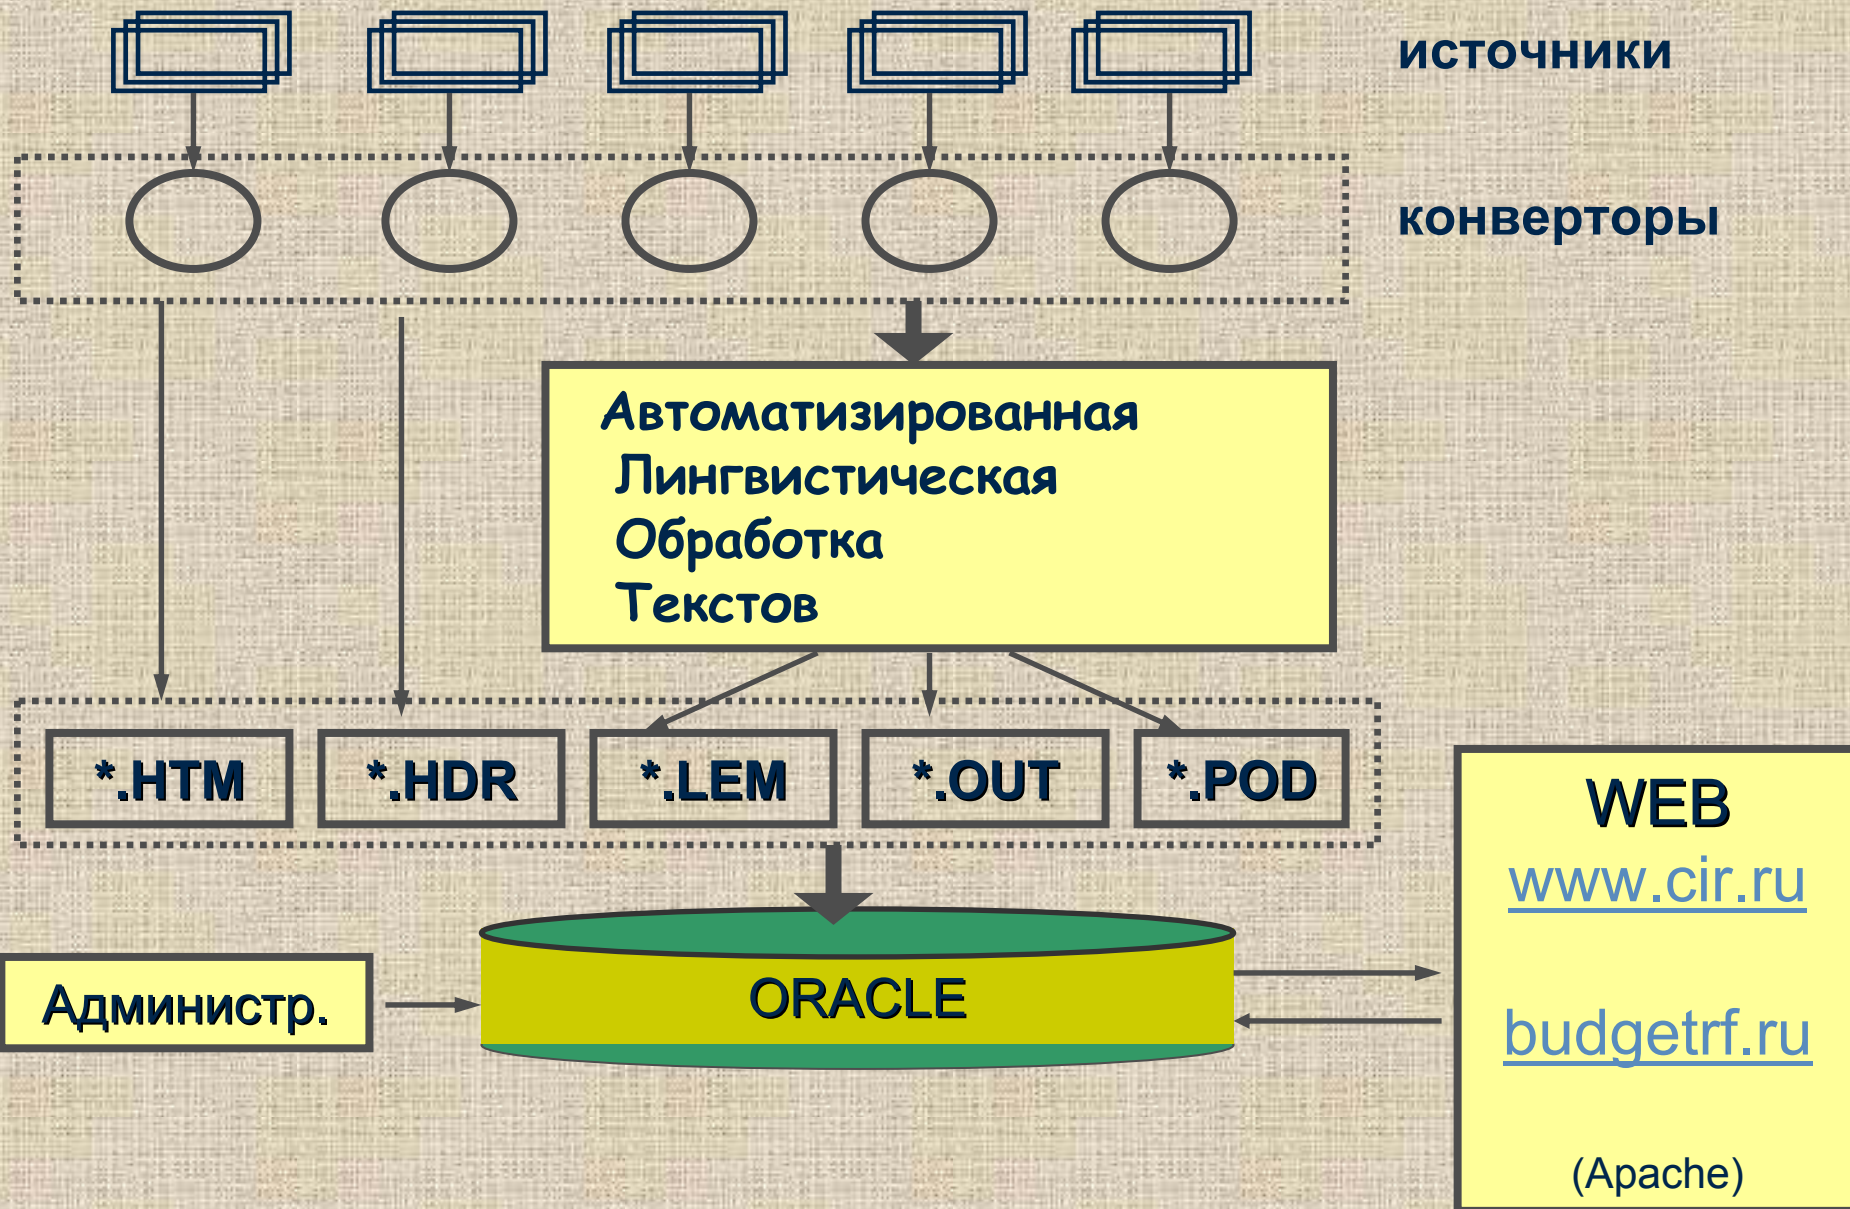 источники
конверторы
Автоматизированная
Лингвистическая
Обработка
Текстов
*.HTM
*.HDR
*.LEM
*.OUT
*.POD
WEB
www.cir.ru
budgetrf.ru
(Apache)
Администр.
ORACLE